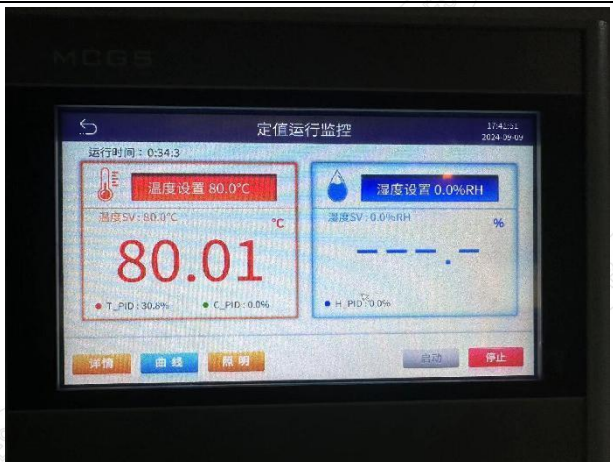 MCGS
定值运行监控
17:41:51
2024-09-09
运行时间：0:34:3
温度设置 80.0℃
湿度设置 0.0%RH
温度SV：80.0℃
℃
湿度SV：0.0%RH
%
80.01
---.-
T_PID：30.8%
C_PID：0.0%
H_PID：0.0%
详情
曲线
照明
启动
停止